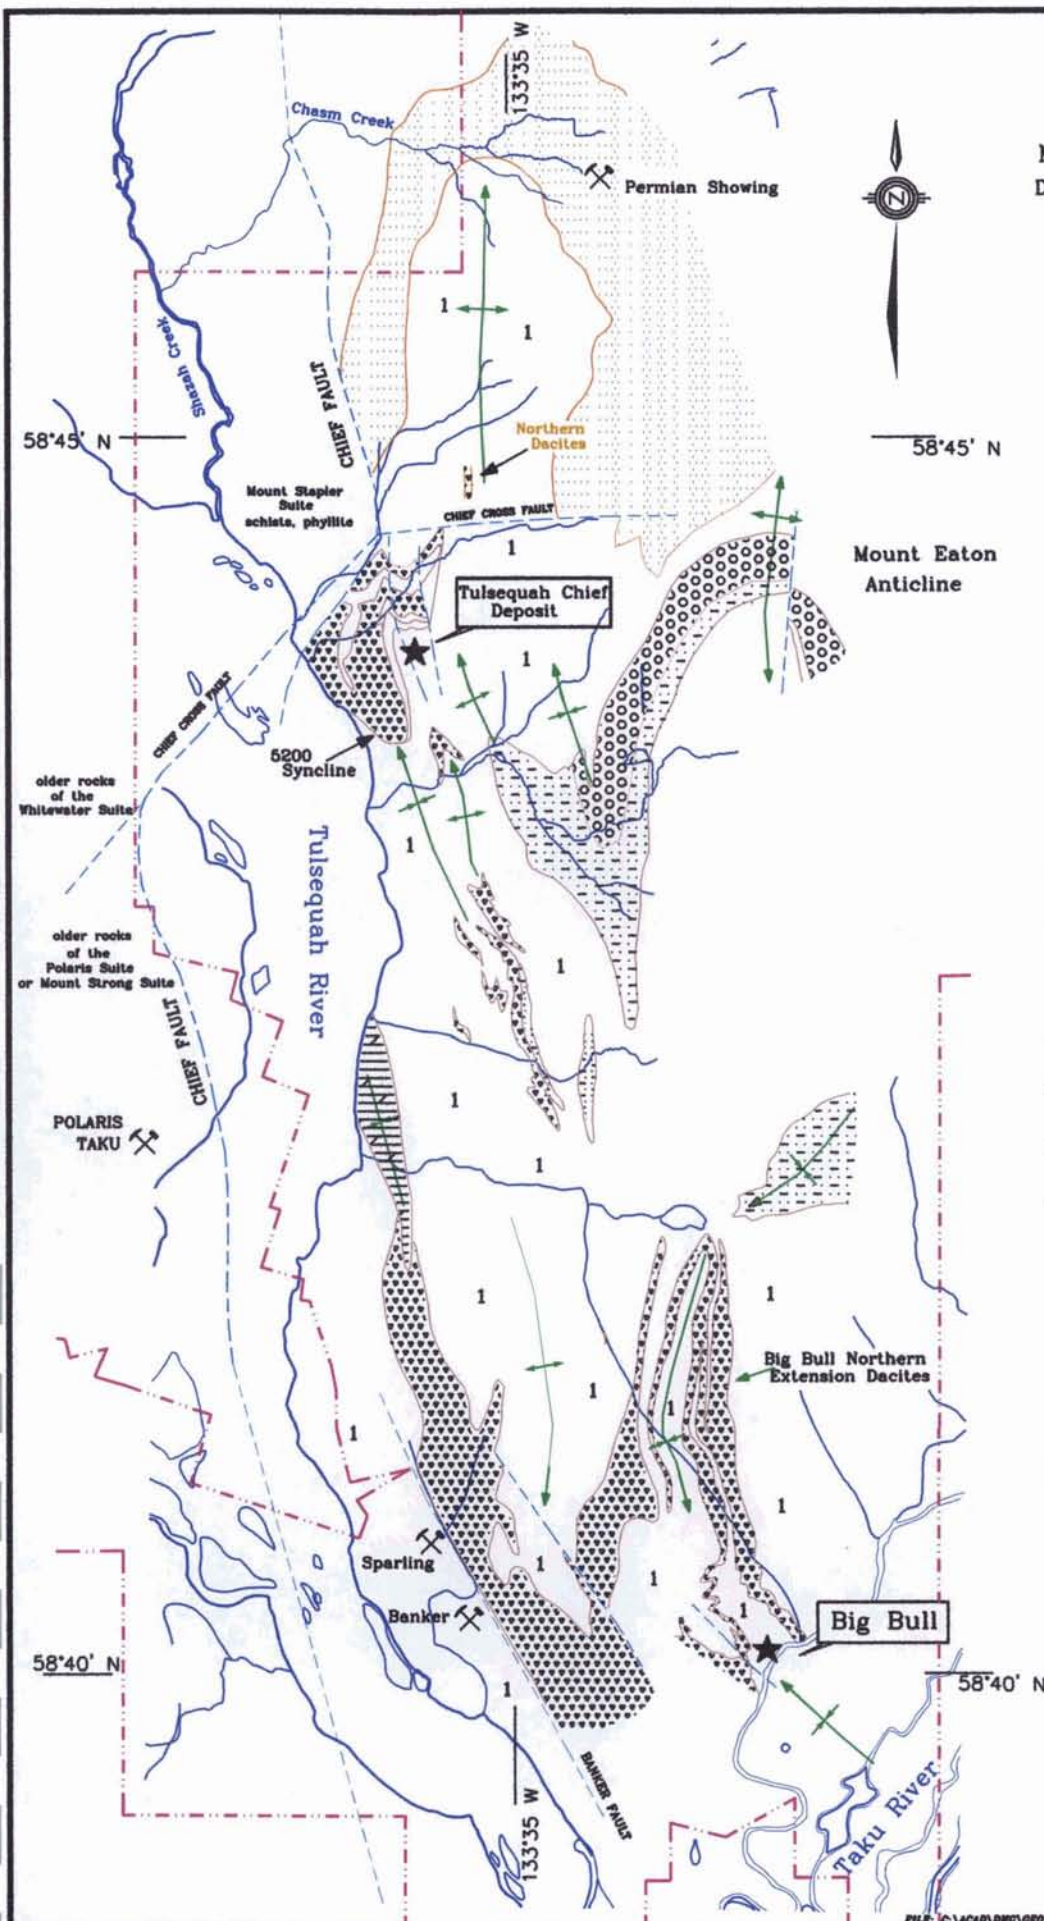 133°35 W
Chasm Creek
Permian Showing
N
1
1
Shazah Creek
CHIEF FAULT
58°45' N
58°45' N
Northern
Dacites
Mount Stapler
Suite
schists, phyllite
CHIEF CROSS FAULT
1
Mount Eaton
Anticline
Tulsequah Chief
Deposit
1
CHIEF CROSS FAULT
5200
Syncline
older rocks
of the
Whitewater Suite
1
Tulsequah River
older rocks
of the
Polaris Suite
or Mount Strong Suite
1
CHIEF FAULT
N
N
N
N
1
POLARIS
TAKU
1
1
1
Big Bull Northern
Extension Dacites
1
1
1
1
Sparling
1
1
Banker
1
Big Bull
58°40' N
58°40' N
1
BANKER FAULT
133°35 W
Taku River